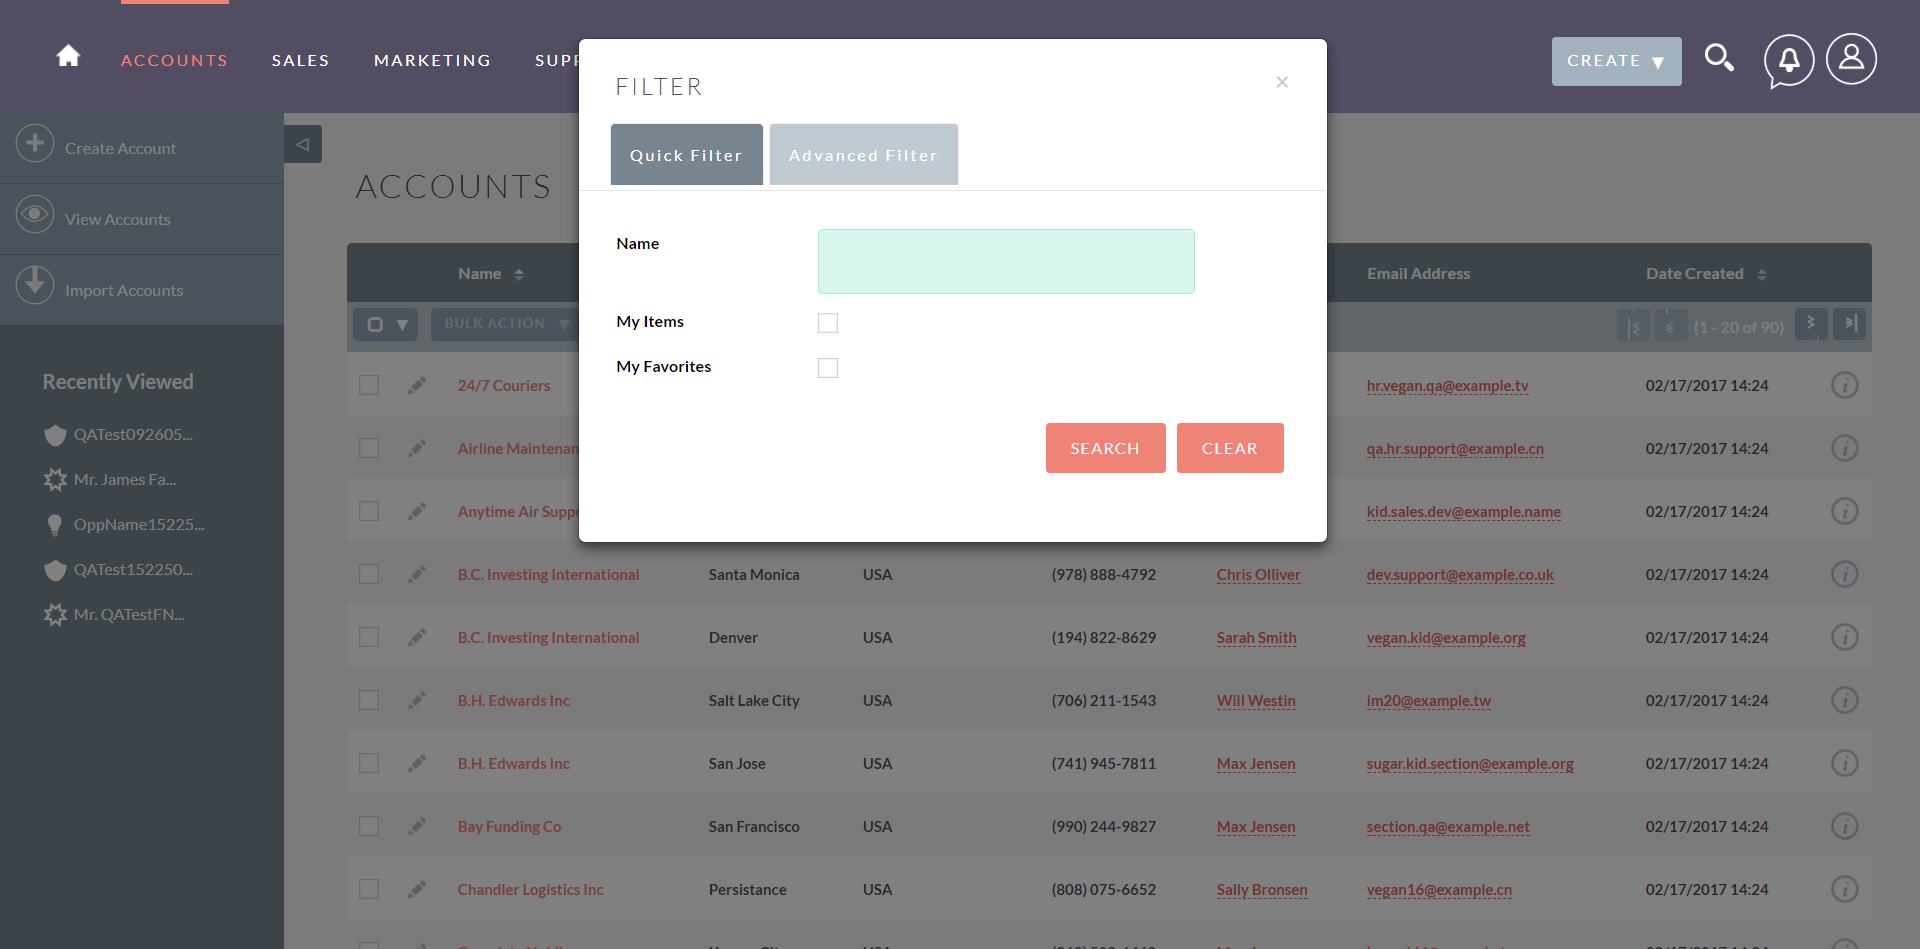 ACCOUNTS SALES MARKETING SUPP CREATE ▼
FILTER ×
Quick Filter Advanced Filter
Name
My Items
My Favorites
SEARCH CLEAR
Create Account
View Accounts
Import Accounts
Recently Viewed
QATest092605...
Mr. James Fa...
OppName15225...
QATest152250...
Mr. QATestFN...
ACCOUNTS
Name Email Address Date Created
BULK ACTION (1 - 20 of 90)
24/7 Couriers hr.vegan.qa@example.tv 02/17/2017 14:24
Airline Maintenan qa.hr.support@example.cn 02/17/2017 14:24
Anytime Air Supp kid.sales.dev@example.name 02/17/2017 14:24
B.C. Investing International Santa Monica USA (978) 888-4792 Chris Olliver dev.support@example.co.uk 02/17/2017 14:24
B.C. Investing International Denver USA (194) 822-8629 Sarah Smith vegan.kid@example.org 02/17/2017 14:24
B.H. Edwards Inc Salt Lake City USA (706) 211-1543 Will Westin im20@example.tw 02/17/2017 14:24
B.H. Edwards Inc San Jose USA (741) 945-7811 Max Jensen sugar.kid.section@example.org 02/17/2017 14:24
Bay Funding Co San Francisco USA (990) 244-9827 Max Jensen section.qa@example.net 02/17/2017 14:24
Chandler Logistics Inc Persistance USA (808) 075-6652 Sally Bronsen vegan16@example.cn 02/17/2017 14:24